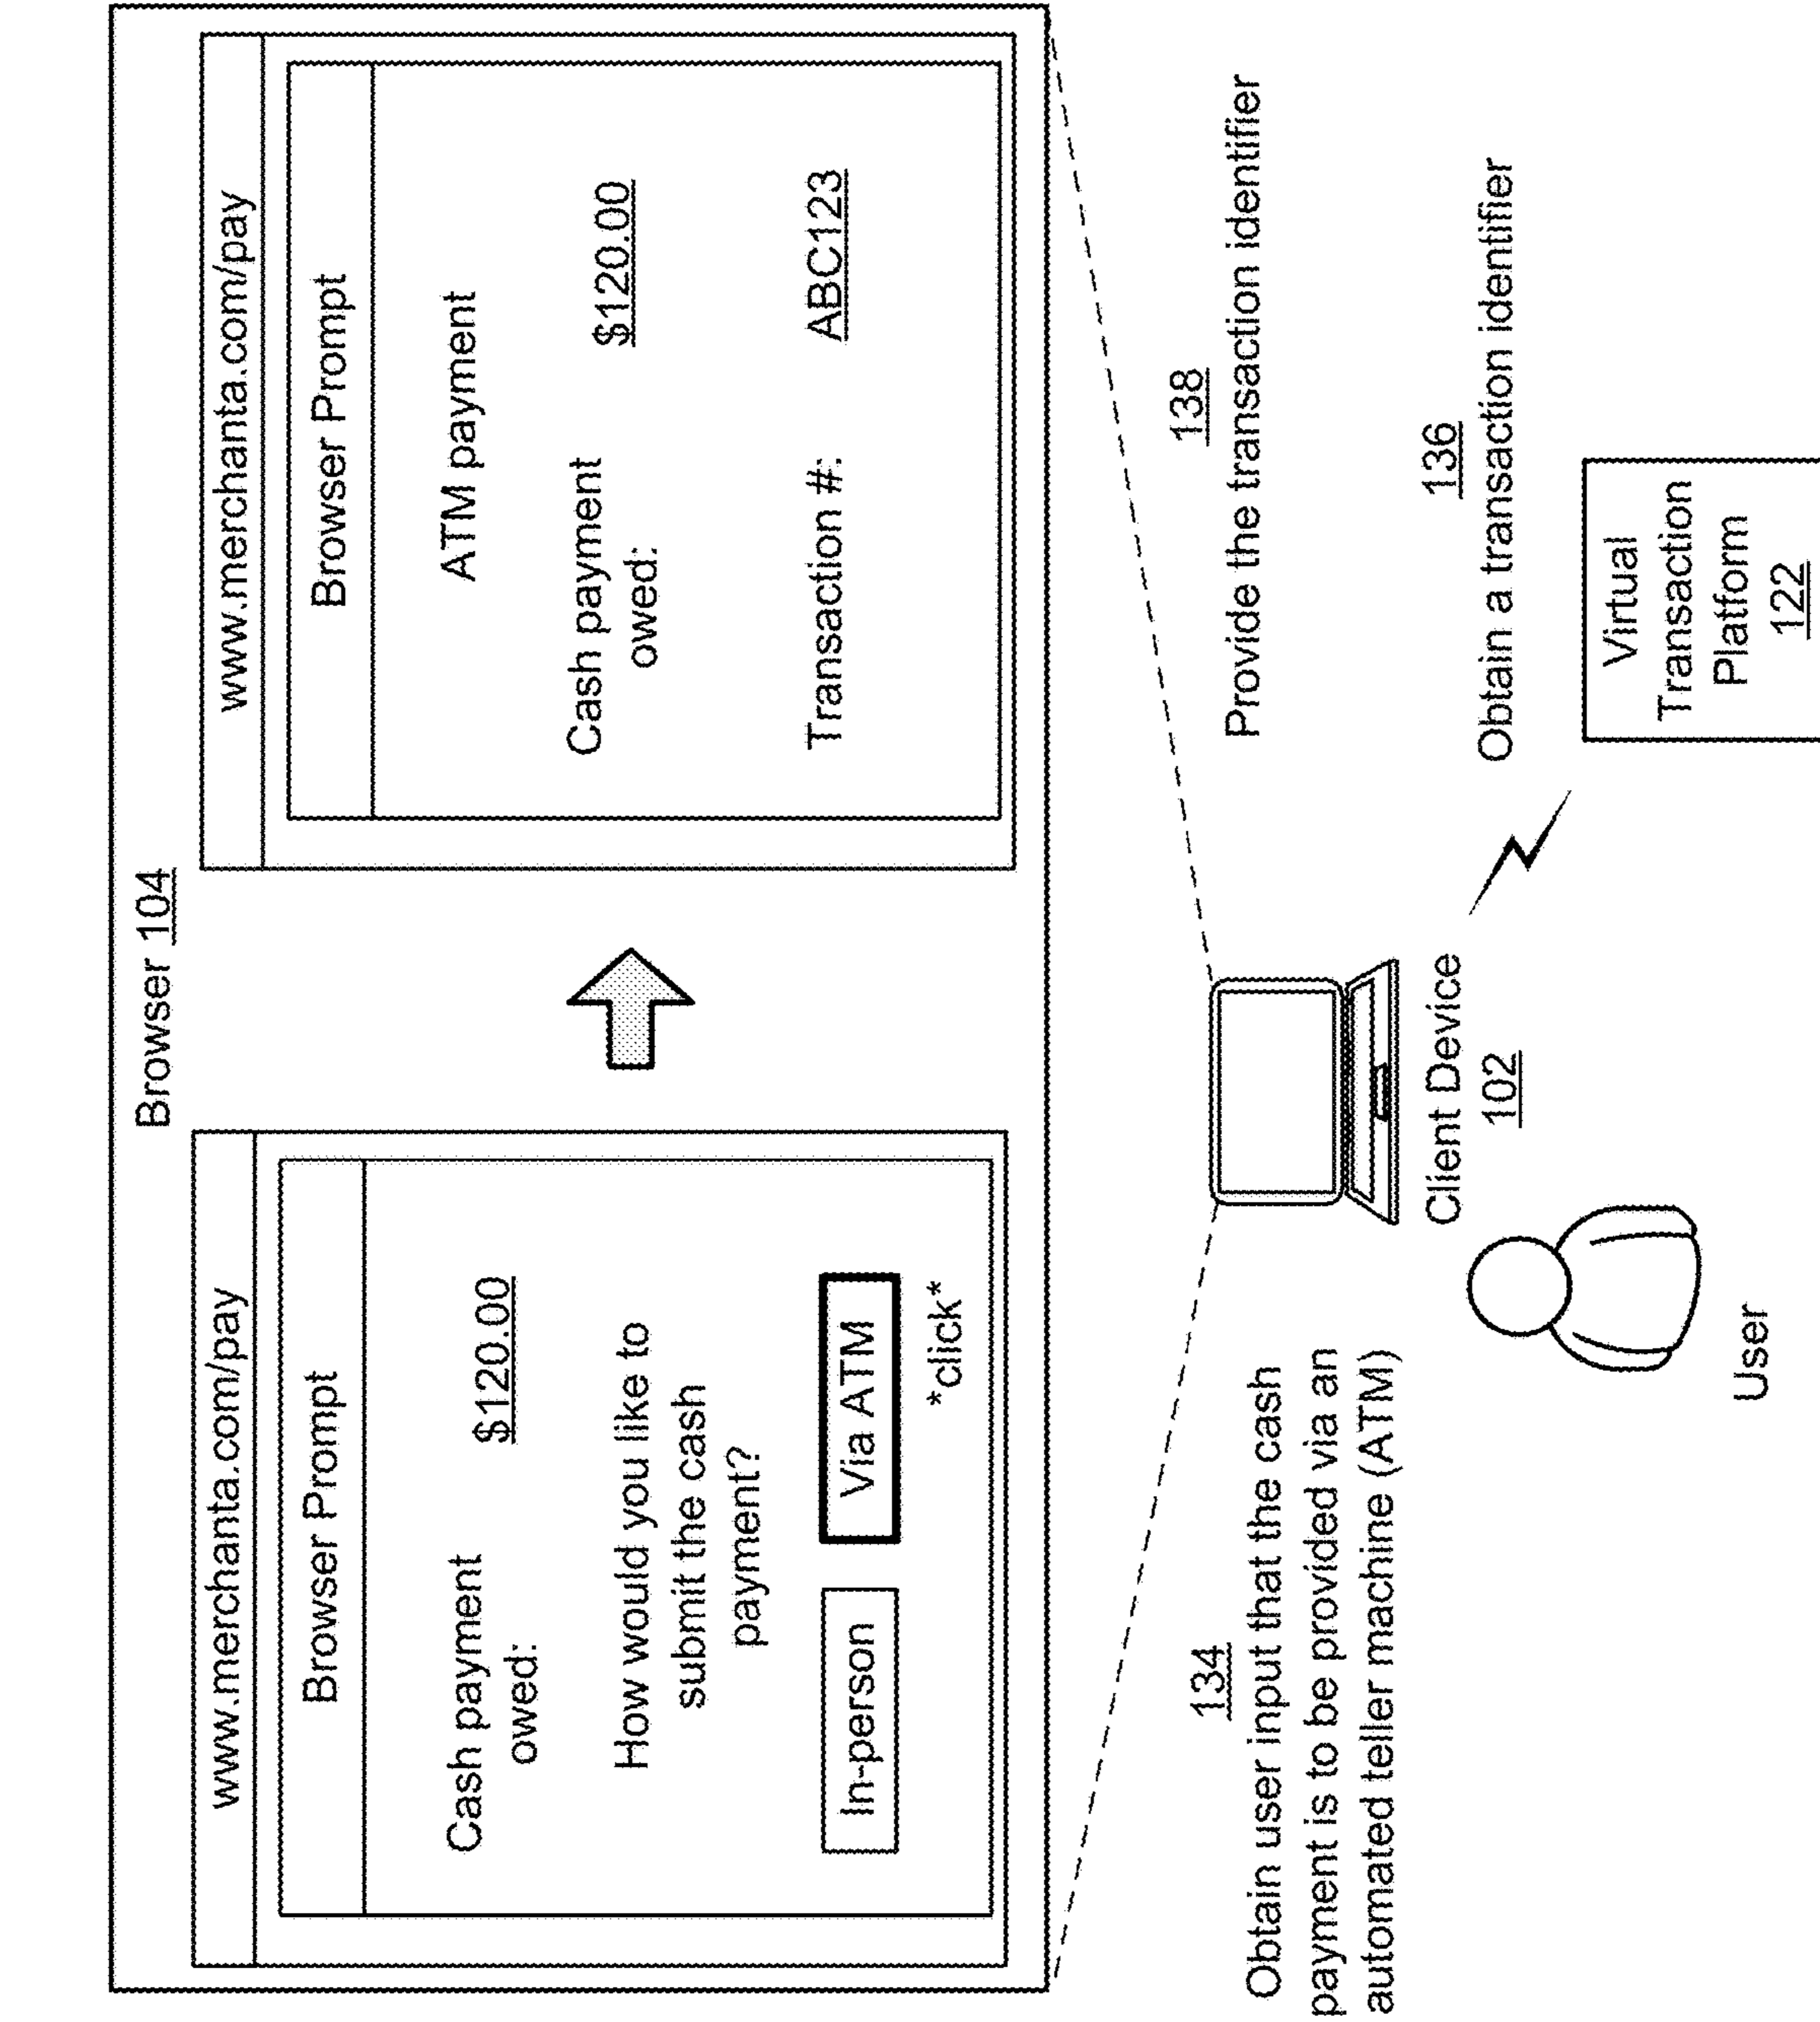 Browser 104
www.merchanta.com/pay
Browser Prompt
Cash payment
owed:
$120.00
How would you like to
submit the cash
payment?
In-person
Via ATM
*click*
www.merchanta.com/pay
Browser Prompt
ATM payment
Cash payment
owed:
$120.00
Transaction #:
ABC123
134
Obtain user input that the cash
payment is to be provided via an
automated teller machine (ATM)
User
Client Device
102
138
Provide the transaction identifier
136
Obtain a transaction identifier
Virtual
Transaction
Platform
122